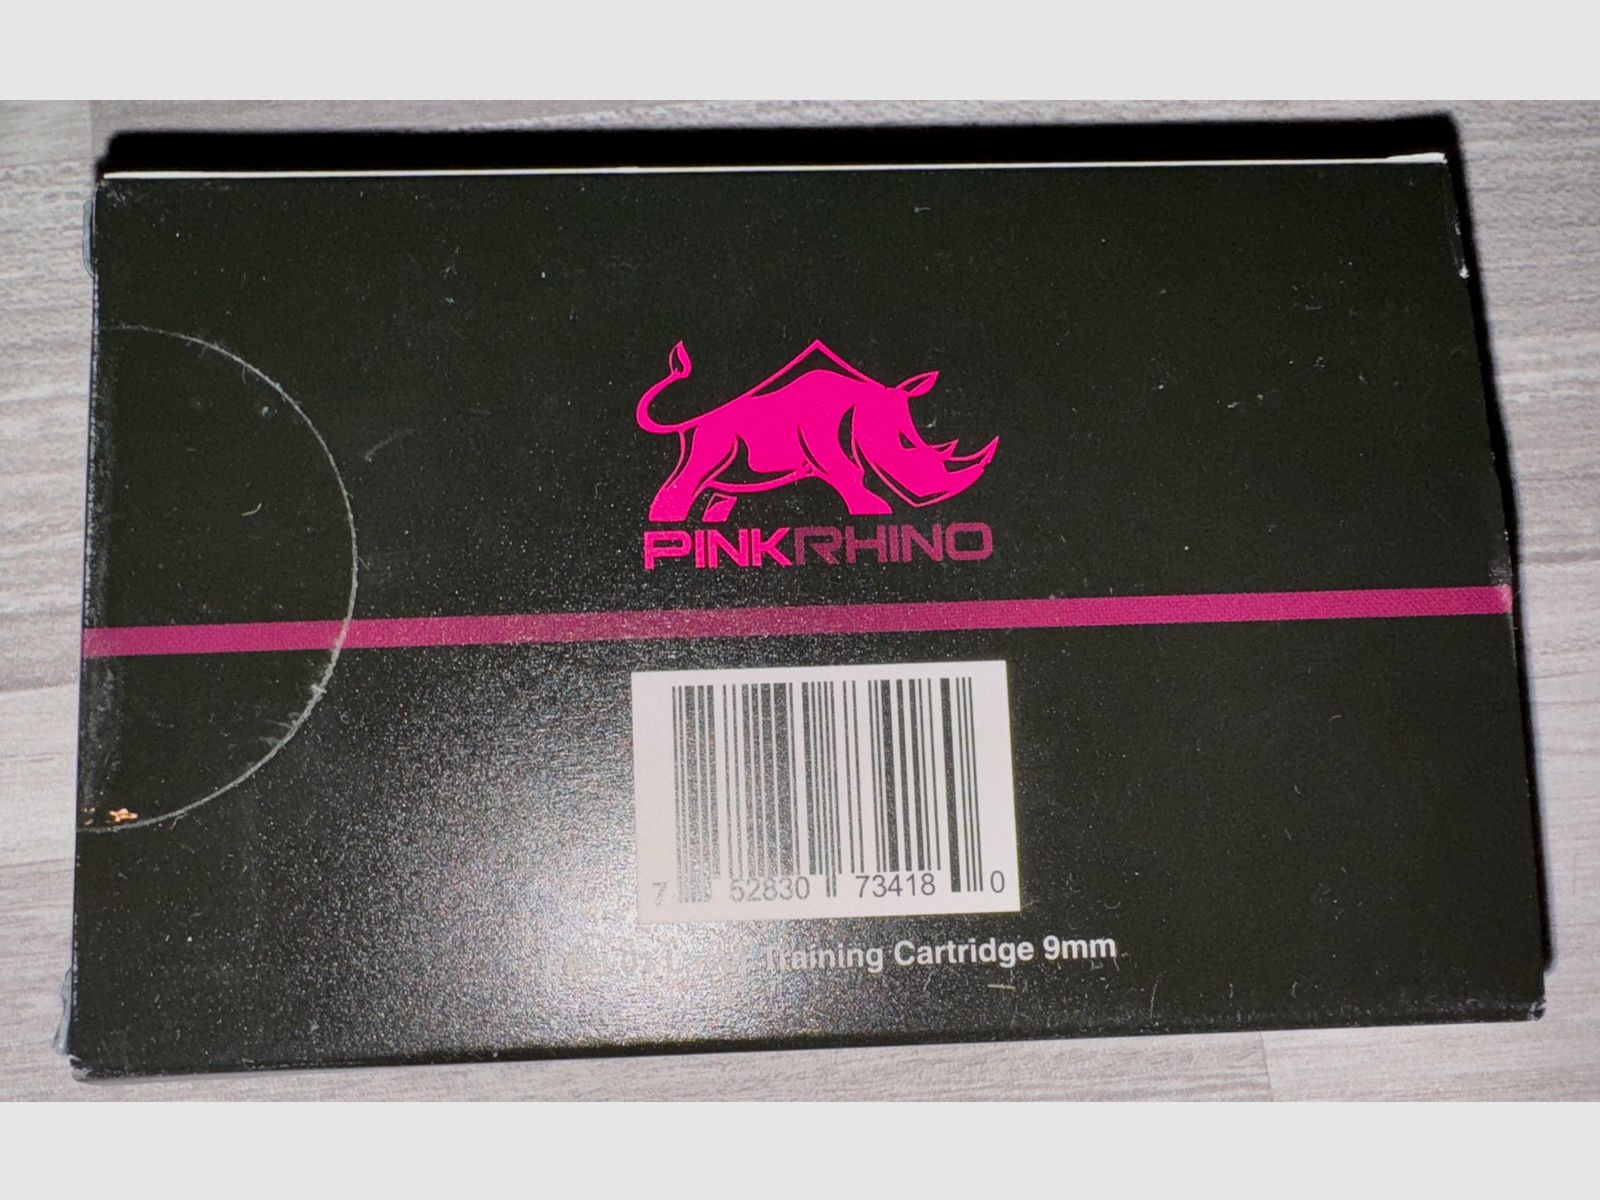 PINKRHINO
7 52830 73418 0
Training Cartridge 9mm